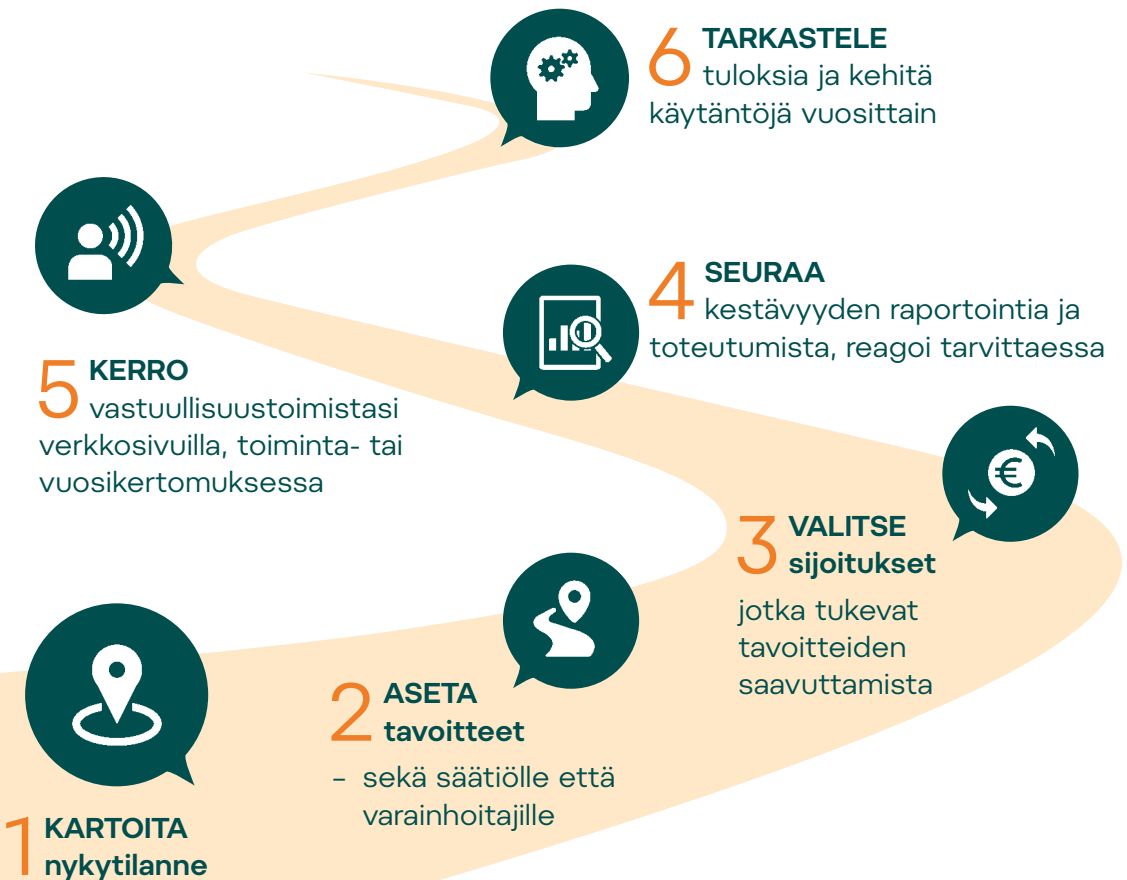 6 TARKASTELE
tuloksia ja kehitä
käytäntöjä vuosittain
4 SEURAA
kestävyyden raportointia ja
toteutumista, reagoi tarvittaessa
5 KERRO
vastuullisuustoimistasi
verkkosivuilla, toiminta- tai
vuosikertomuksessa
€
3 VALITSE
sijoitukset
jotka tukevat
tavoitteiden
saavuttamista
2 ASETA
tavoitteet
– sekä säätiölle että
varainhoitajille
1 KARTOITA
nykytilanne